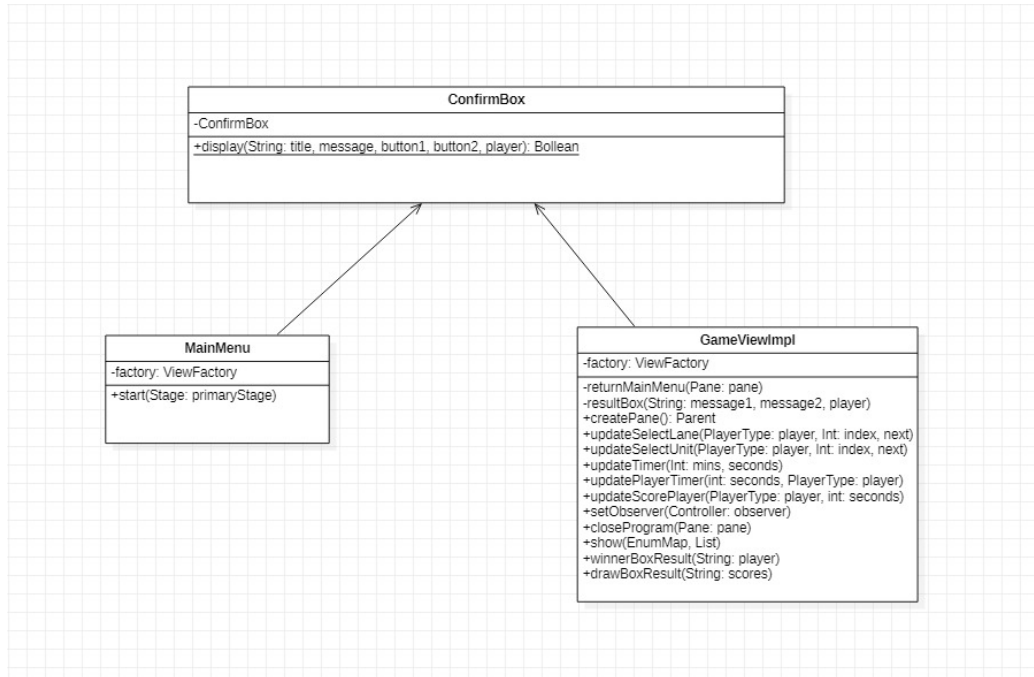 ConfirmBox
-ConfirmBox
+display(String: title, message, button1, button2, player): Bollean
MainMenu
-factory: ViewFactory
+start(Stage: primaryStage)
GameViewImpl
-factory: ViewFactory
-returnMainMenu(Pane: pane)
-resultBox(String: message1, message2, player)
+createPane(): Parent
+updateSelectLane(PlayerType: player, Int: index, next)
+updateSelectUnit(PlayerType: player, Int: index, next)
+updateTimer(Int: mins, seconds)
+updatePlayerTimer(int: seconds, PlayerType: player)
+updateScorePlayer(PlayerType: player, int: seconds)
+setObserver(Controller: observer)
+closeProgram(Pane: pane)
+show(EnumMap, List)
+winnerBoxResult(String: player)
+drawBoxResult(String: scores)